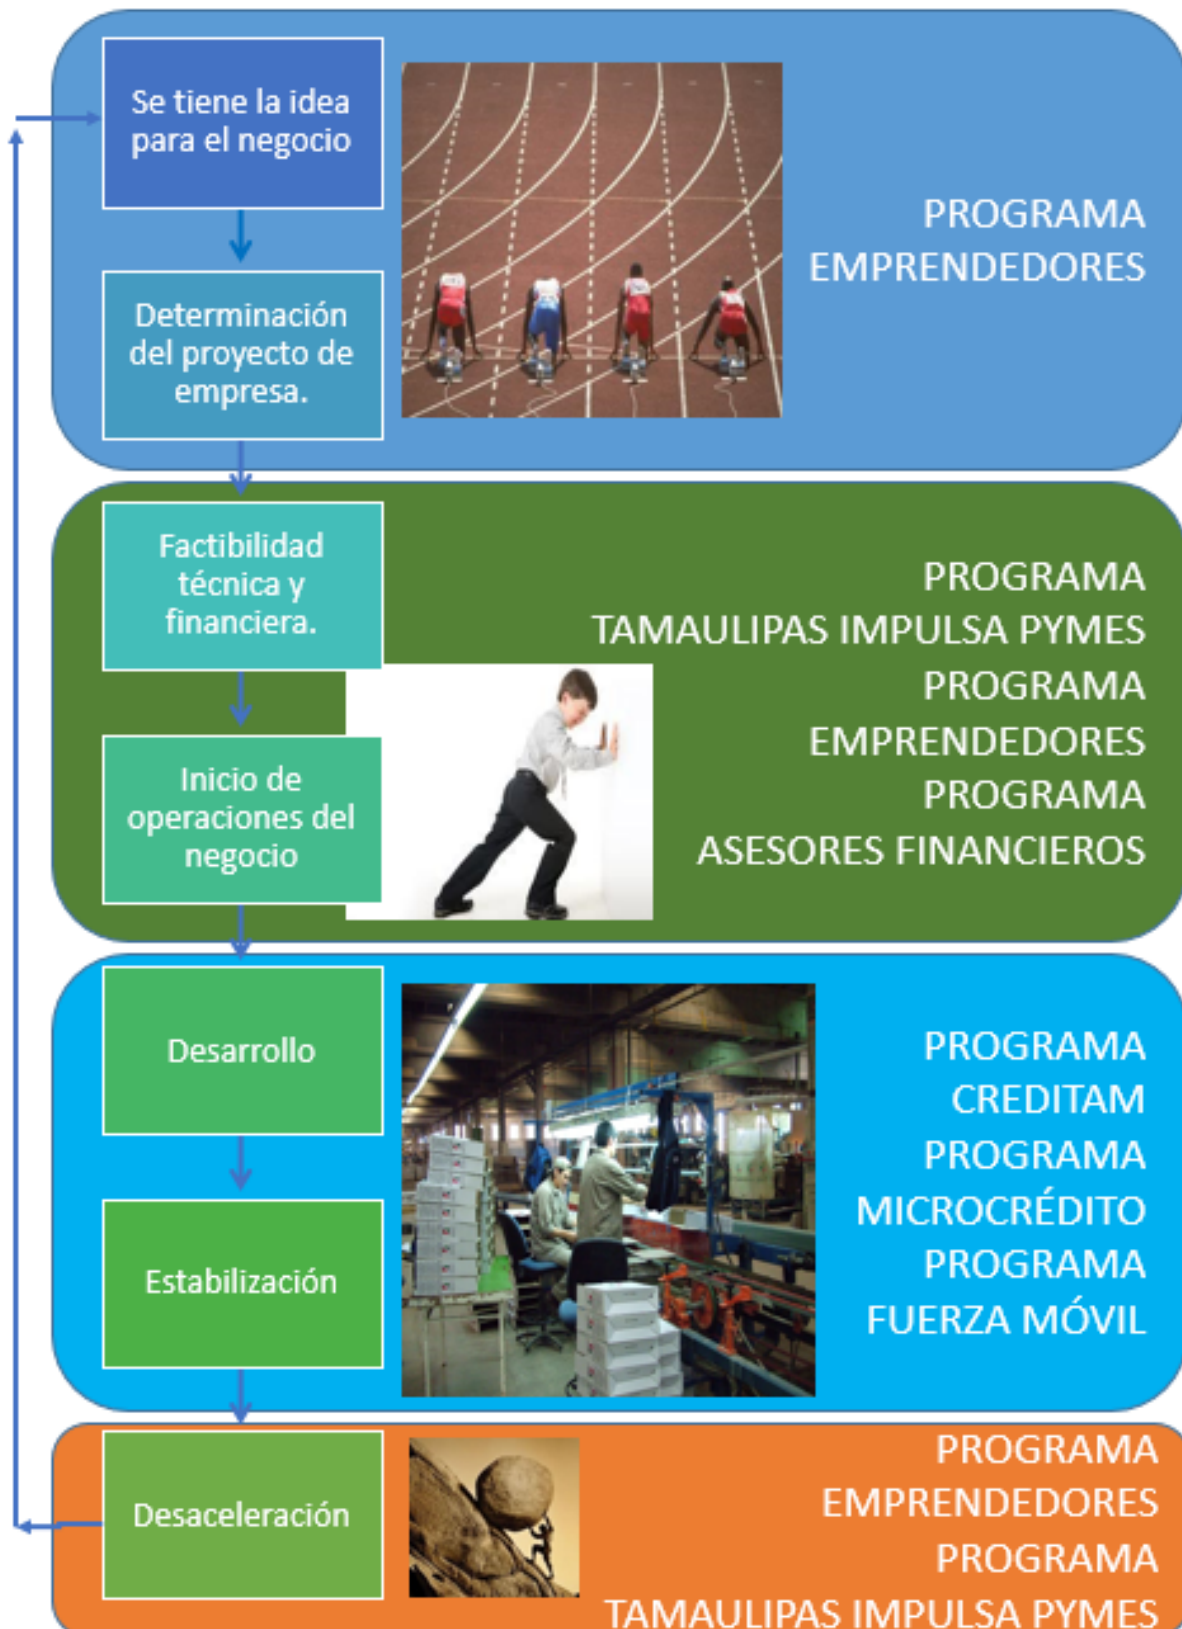 Se tiene la idea
para el negocio
PROGRAMA
EMPRENDEDORES
Determinación
del proyecto de
empresa.
Factibilidad
técnica y
financiera.
PROGRAMA
TAMAULIPAS IMPULSA PYMES
PROGRAMA
EMPRENDEDORES
PROGRAMA
ASESORES FINANCIEROS
Inicio de
operaciones del
negocio
Desarrollo
PROGRAMA
CREDITAM
PROGRAMA
MICROCRÉDITO
PROGRAMA
FUERZA MÓVIL
Estabilización
Desaceleración
PROGRAMA
EMPRENDEDORES
PROGRAMA
TAMAULIPAS IMPULSA PYMES